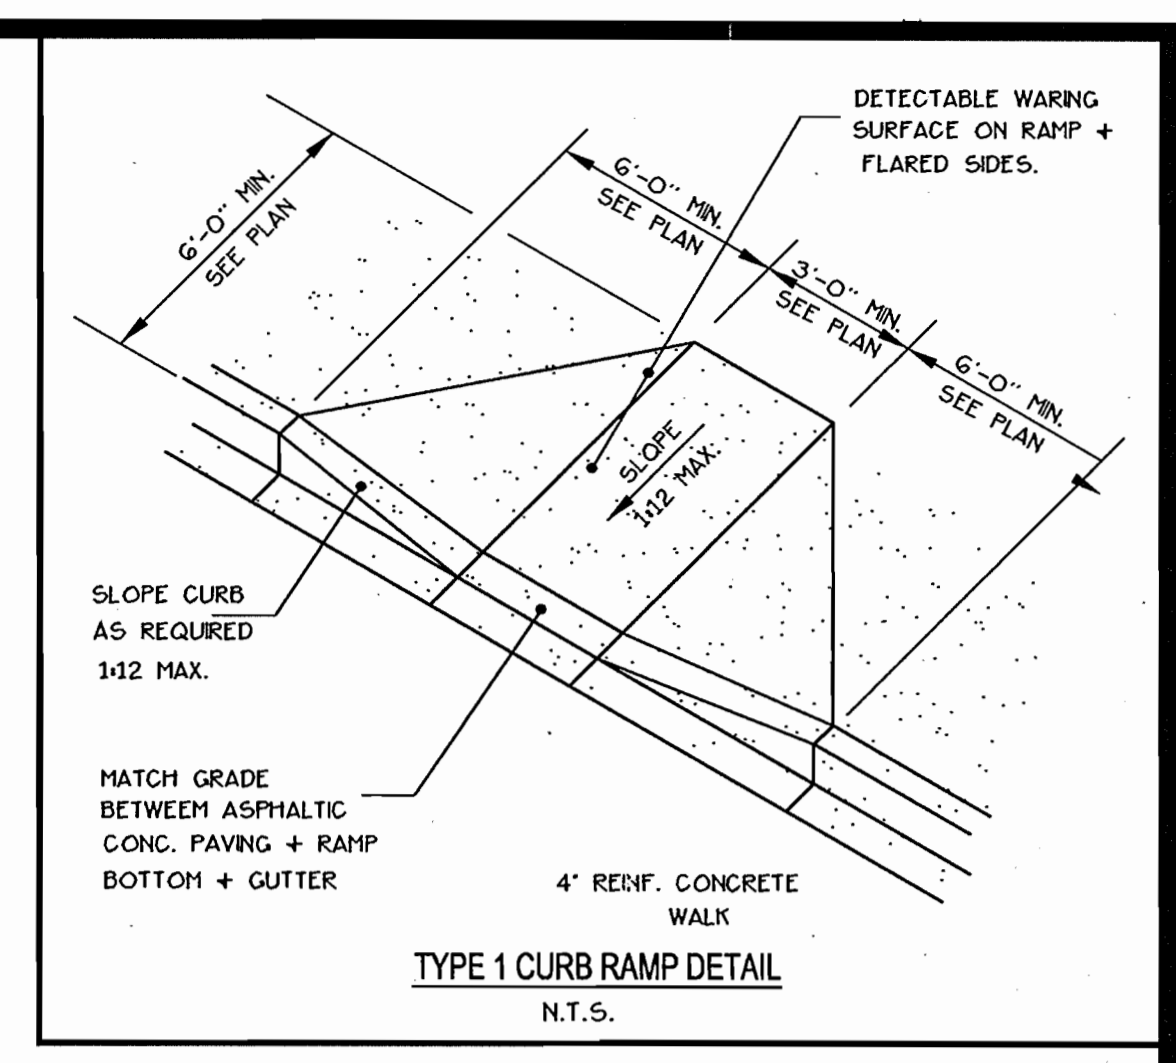 DETECTABLE WARING
SURFACE ON RAMP +
FLARED SIDES.
6'-0" MIN.
SEE PLAN
6'-0" MIN.
SEE PLAN
3'-0" MIN.
SEE PLAN
6'-0" MIN.
SEE PLAN
SLOPE
1:12 MAX.
SLOPE CURB
AS REQUIRED
1:12 MAX.
MATCH GRADE
BETWEEM ASPHALTIC
CONC. PAVING + RAMP
BOTTOM + GUTTER
4" REINF. CONCRETE
WALK
TYPE 1 CURB RAMP DETAIL
N.T.S.